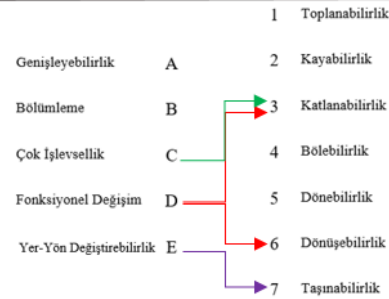 1 Toplanabilirlik
Genişleyebilirlik A 2 Kayabilirlik
Bölümleme B 3 Katlanabilirlik
Çok İşlevsellik C 4 Bölebilirlik
Fonksiyonel Değişim D 5 Dönebilirlik
Yer-Yön Değiştirebilirlik E 6 Dönüşebilirlik
7 Taşınabilirlik